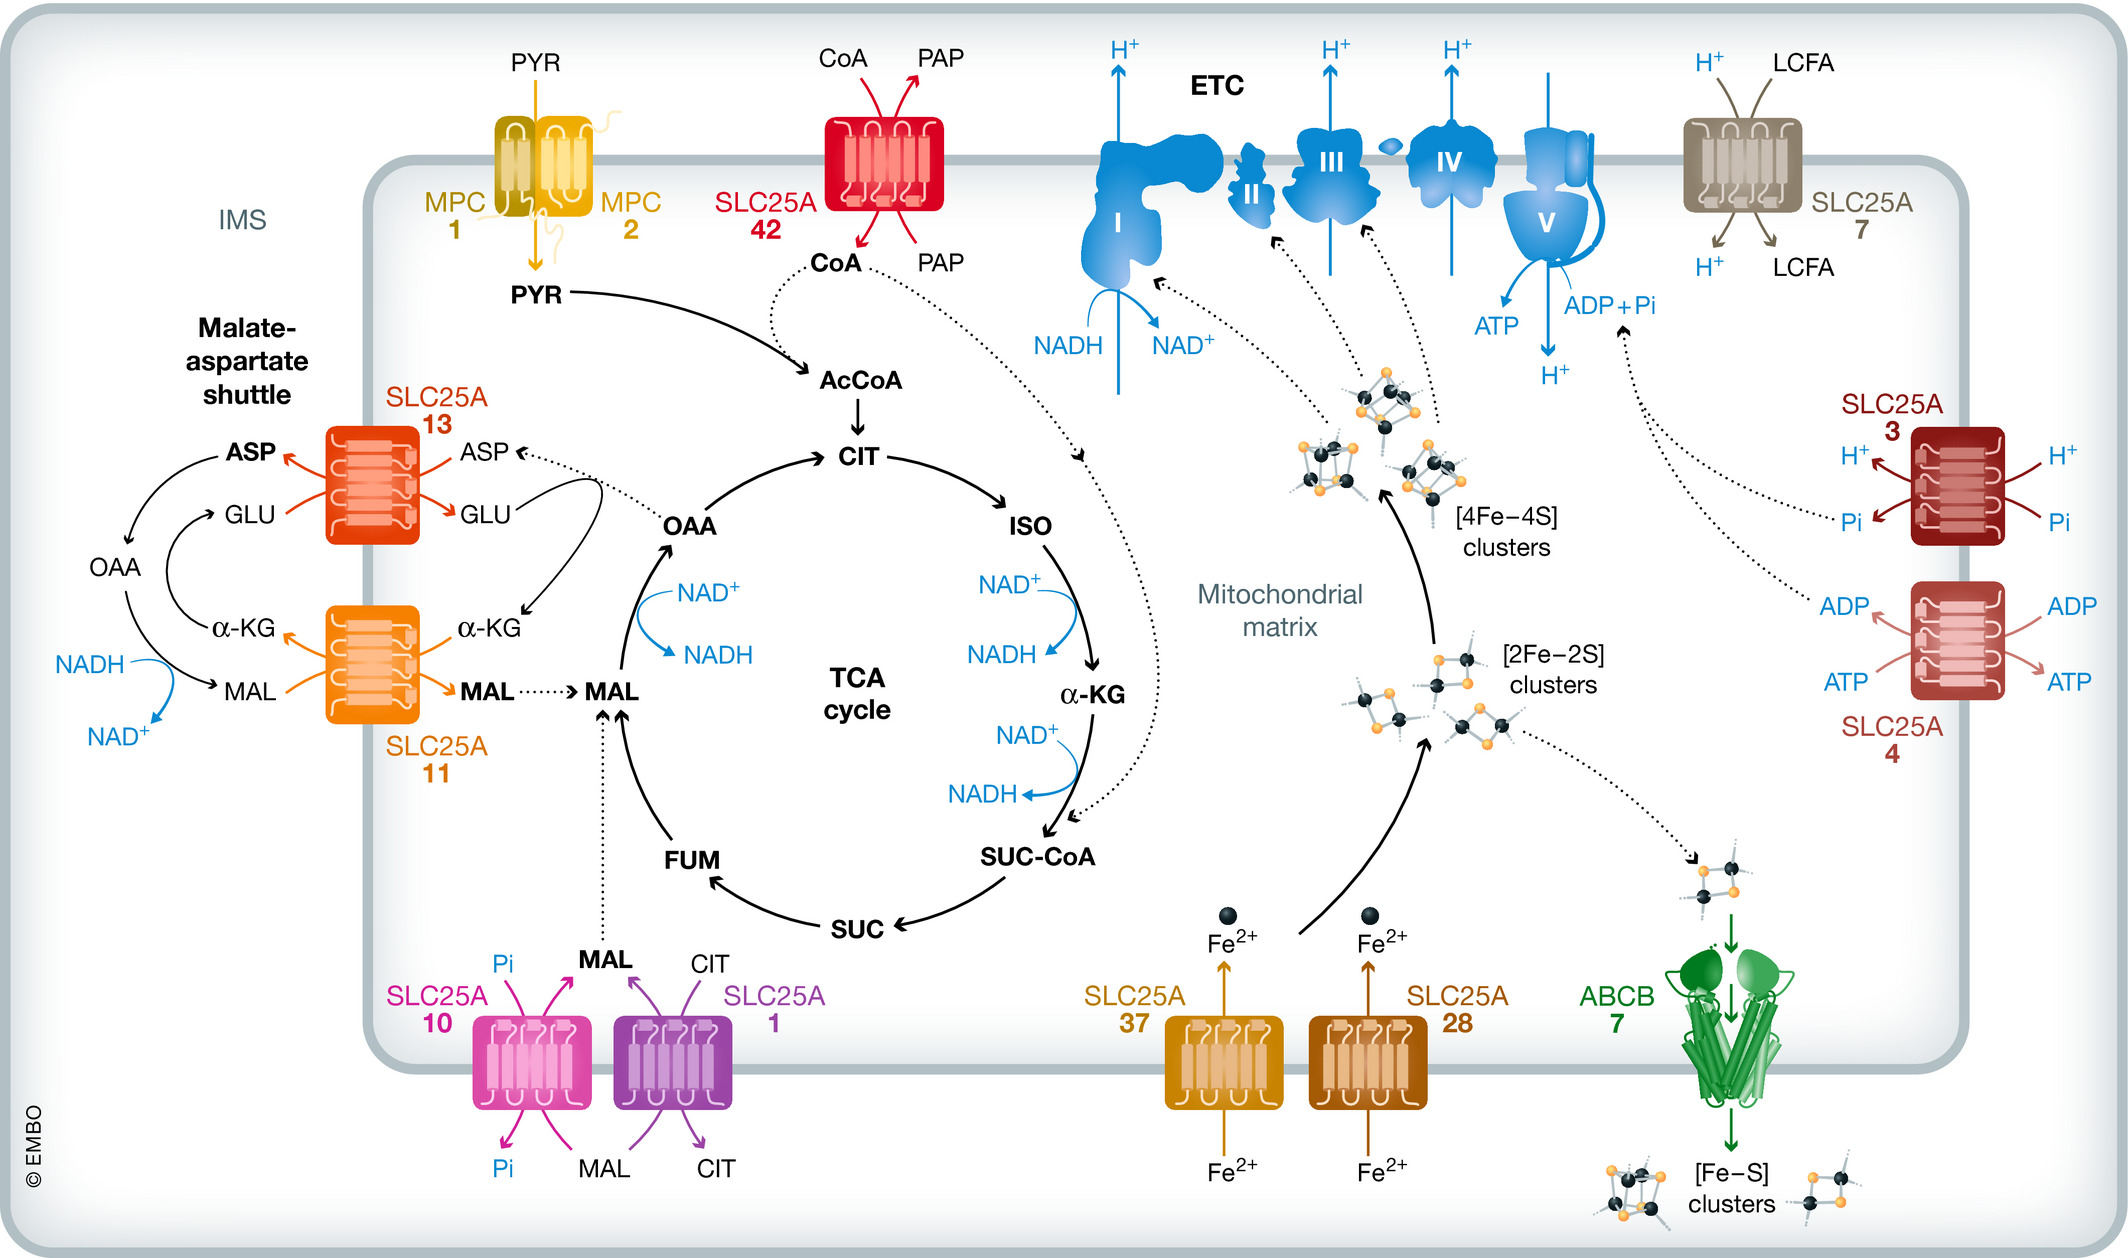 PYR
CoA
PAP
H⁺
ETC
H⁺
H⁺
H⁺
LCFA
IMS
MPC
1
MPC
2
SLC25A
42
I
II
III
IV
V
SLC25A
7
CoA
PAP
H⁺
LCFA
PYR
ATP
ADP+Pi
NADH
NAD⁺
H⁺
Malate-
aspartate
shuttle
AcCoA
SLC25A
13
SLC25A
3
ASP
ASP
CIT
H⁺
H⁺
GLU
GLU
OAA
ISO
[4Fe–4S]
clusters
Pi
Pi
OAA
NAD⁺
NAD⁺
Mitochondrial
matrix
ADP
ADP
α-KG
α-KG
NADH
NADH
[2Fe–2S]
clusters
NADH
MAL
MAL
MAL
TCA
cycle
α-KG
ATP
ATP
NAD⁺
SLC25A
11
NAD⁺
NADH
SLC25A
4
FUM
SUC-CoA
SUC
Fe²⁺
Fe²⁺
Pi
MAL
CIT
SLC25A
10
SLC25A
1
SLC25A
37
SLC25A
28
ABCB
7
Pi
MAL
CIT
Fe²⁺
Fe²⁺
[Fe–S]
clusters
© EMBO